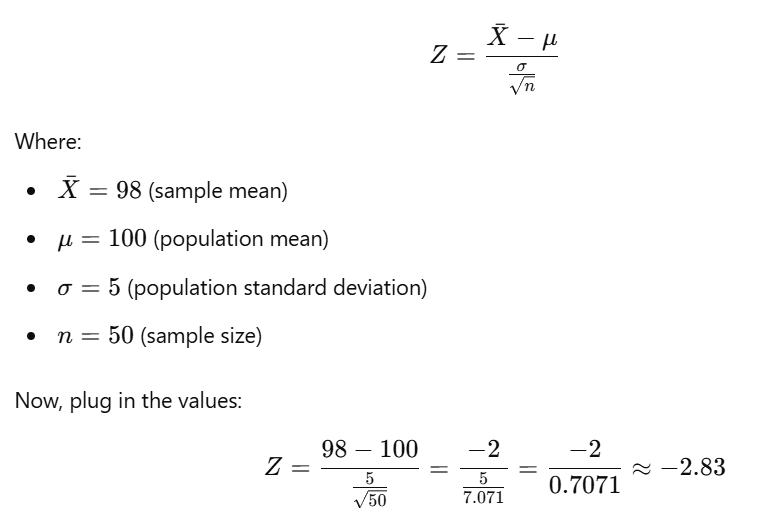 Z = \frac{\bar{X} - \mu}{\frac{\sigma}{\sqrt{n}}}
Where:
• \bar{X} = 98 (sample mean)
• \mu = 100 (population mean)
• \sigma = 5 (population standard deviation)
• n = 50 (sample size)
Now, plug in the values:
Z = \frac{98 - 100}{\frac{5}{\sqrt{50}}} = \frac{-2}{\frac{5}{7.071}} = \frac{-2}{0.7071} \approx -2.83